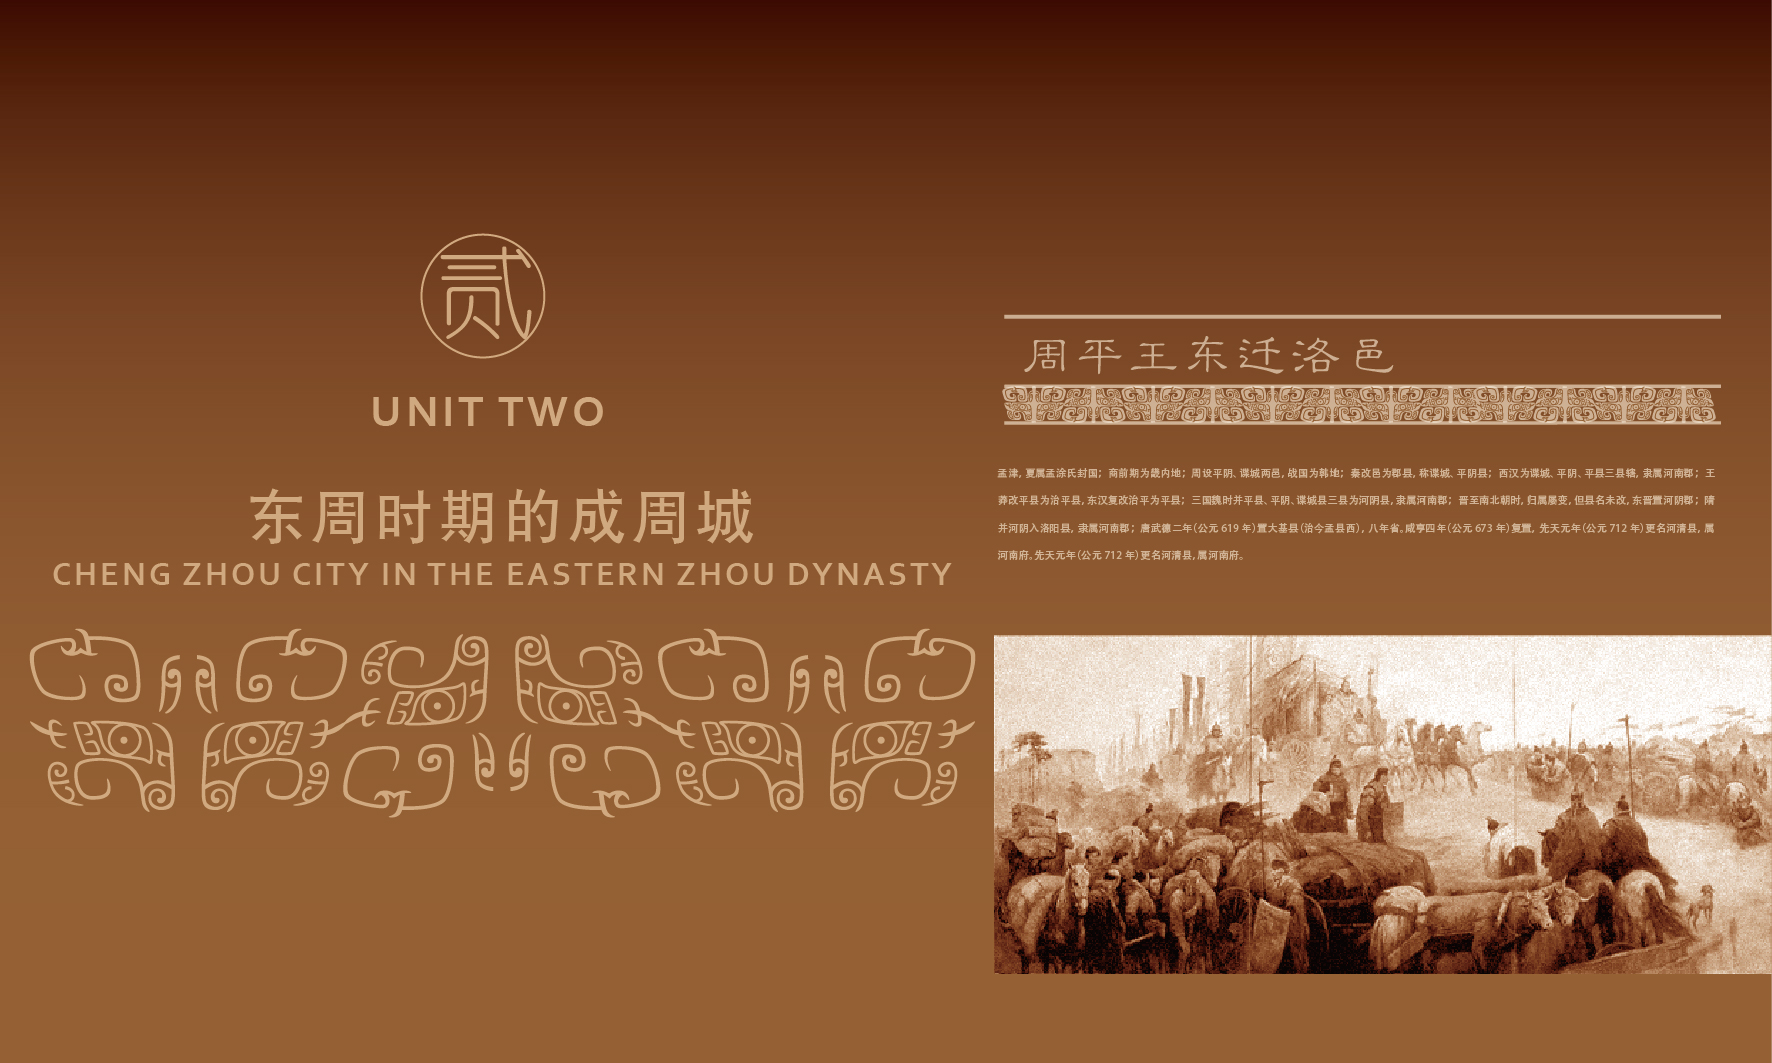 贰
UNIT TWO
东周时期的成周城
CHENG ZHOU CITY IN THE EASTERN ZHOU DYNASTY
周平王东迁洛邑
孟津，夏属孟涂氏封国；商前期为畿内地；周设平阴、谍城两邑，战国为韩地；秦改邑为郡县，称谍城、平阴县；西汉为谍城、平阴、平县三县辖，隶属河南郡；王
莽改平县为治平县，东汉复改治平为平县；三国魏时并平县、平阴、谍城县三县为河阴县，隶属河南郡；晋至南北朝时，归属屡变，但县名未改，东晋置河阴郡；隋
并河阴入洛阳县，隶属河南郡；唐武德二年（公元 619 年）置大基县（治今孟县西），八年省。咸亨四年（公元 673 年）复置，先天元年（公元 712 年）更名河清县，属
河南府。先天元年（公元 712 年）更名河清县，属河南府。